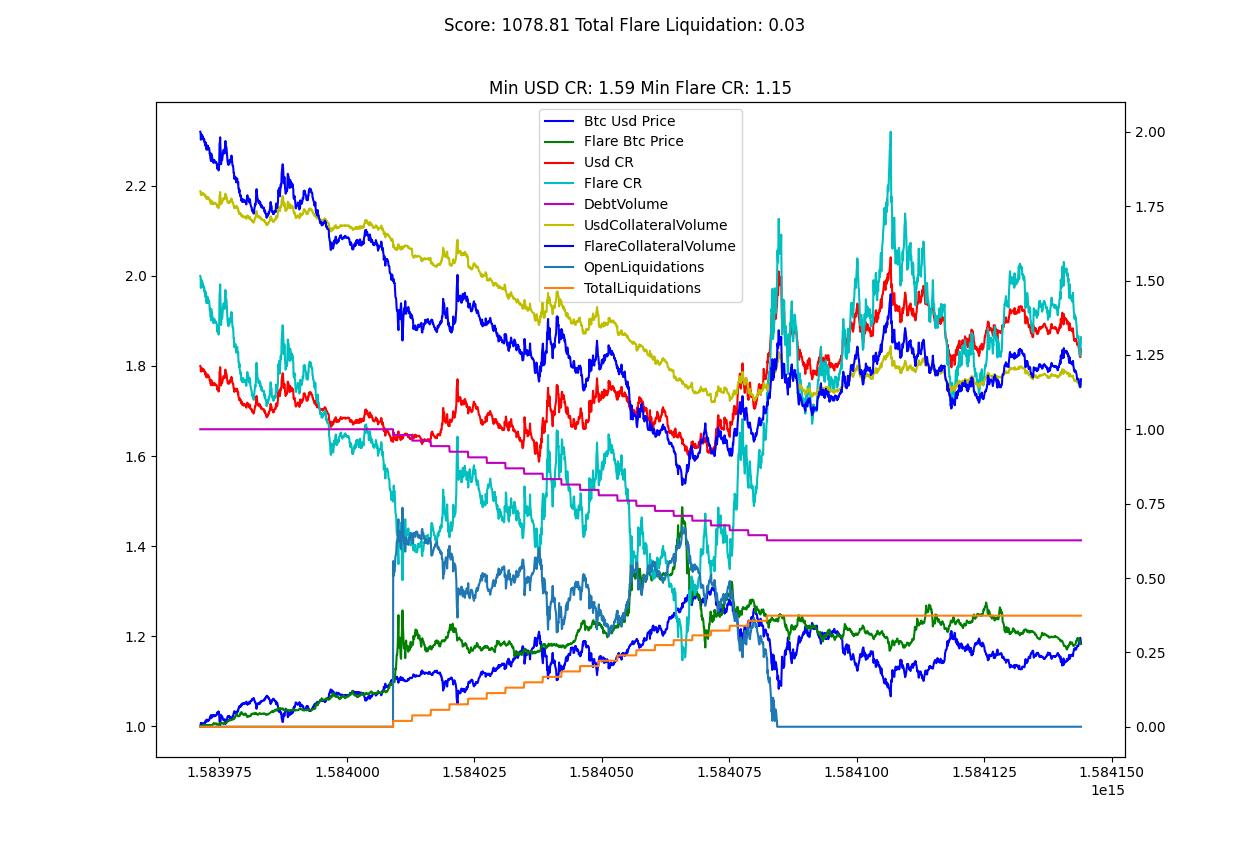 Score: 1078.81 Total Flare Liquidation: 0.03
Min USD CR: 1.59 Min Flare CR: 1.15
Btc Usd Price
Flare Btc Price
Usd CR
Flare CR
DebtVolume
UsdCollateralVolume
FlareCollateralVolume
OpenLiquidations
TotalLiquidations
2.2
2.0
1.8
1.6
1.4
1.2
1.0
2.00
1.75
1.50
1.25
1.00
0.75
0.50
0.25
0.00
1.583975 1.584000 1.584025 1.584050 1.584075 1.584100 1.584125 1.584150
1e15